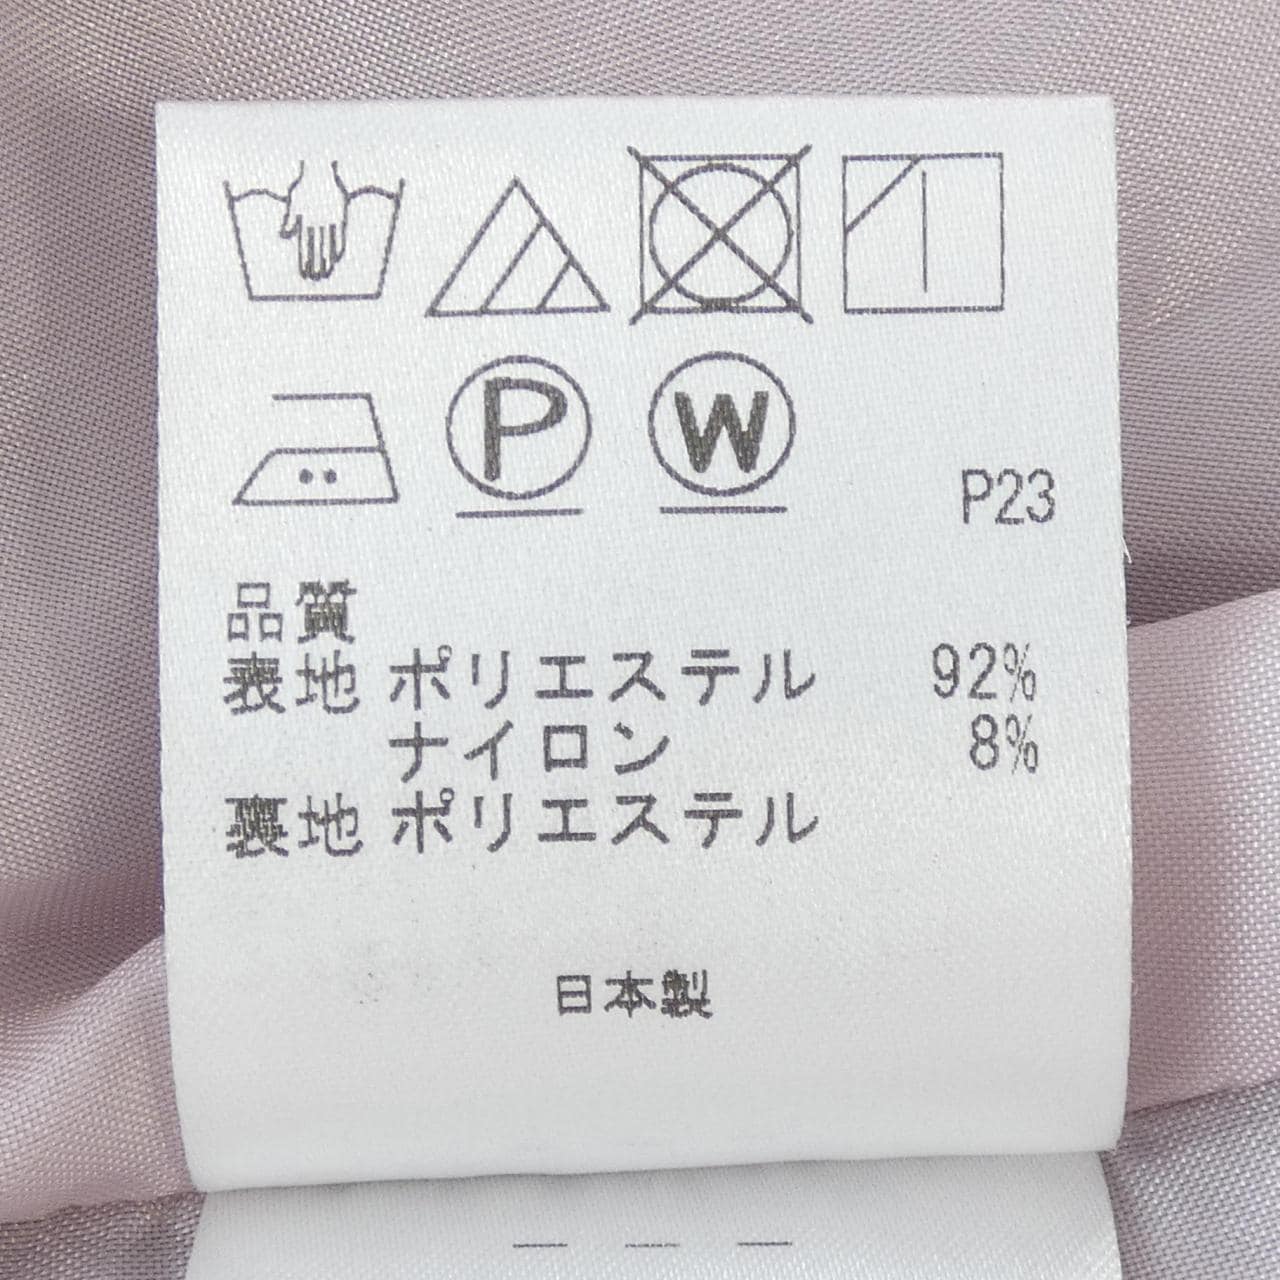 P W
P23
品質
表地 ポリエステル 92%
ナイロン 8%
裏地 ポリエステル
日本製